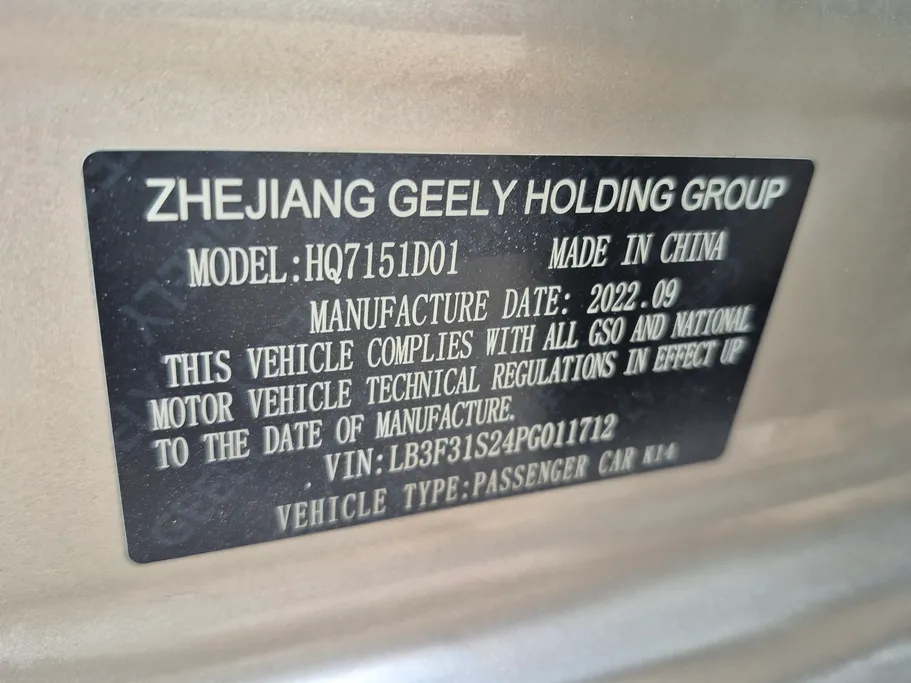 ZHEJIANG GEELY HOLDING GROUP
MODEL:HQ7151D01 MADE IN CHINA
MANUFACTURE DATE: 2022.09
THIS VEHICLE COMPLIES WITH ALL GSO AND NATIONAL
MOTOR VEHICLE TECHNICAL REGULATIONS IN EFFECT UP
TO THE DATE OF MANUFACTURE.
VIN:LB3F31S24PG011712
VEHICLE TYPE:PASSENGER CAR K14